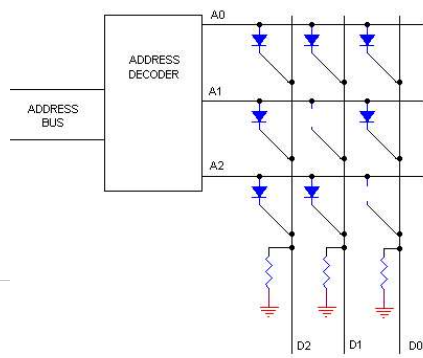 A0
ADDRESS
DECODER
A1
ADDRESS
BUS
A2
D2
D1
D0